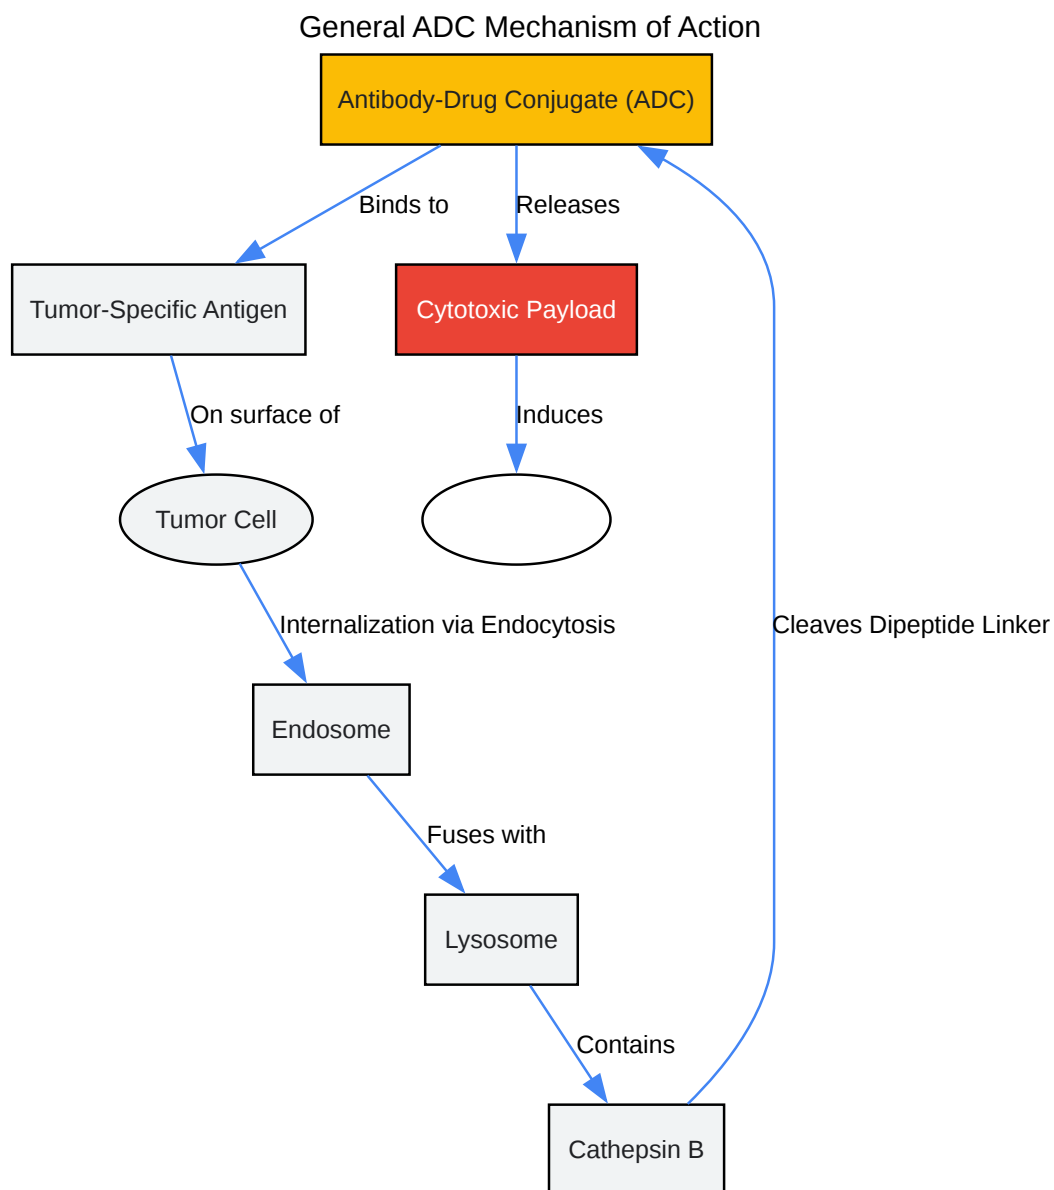 General ADC Mechanism of Action
Antibody-Drug Conjugate (ADC)
Binds to
Releases
Tumor-Specific Antigen
Cytotoxic Payload
On surface of
Induces
Tumor Cell
Internalization via Endocytosis
Cleaves Dipeptide Linker
Endosome
Fuses with
Lysosome
Contains
Cathepsin B